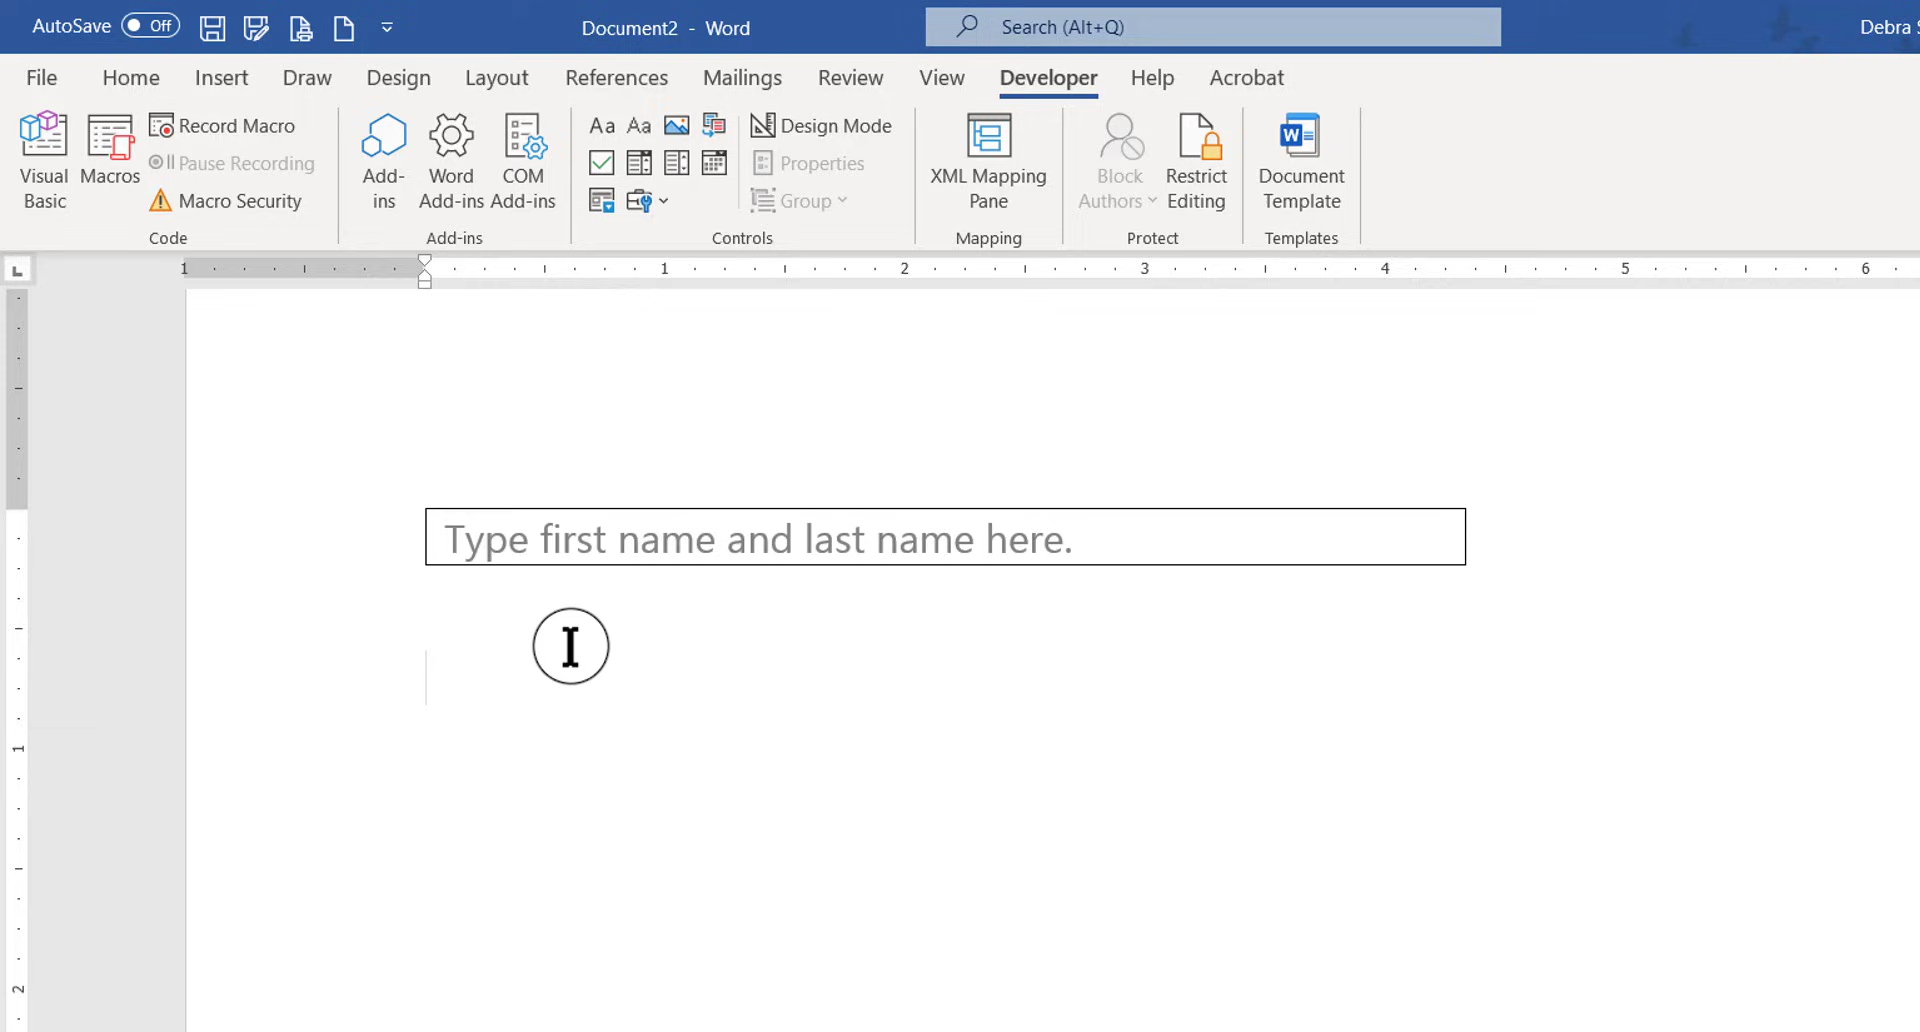 AutoSave Off Document2 - Word Search (Alt+Q) Debra S
File Home Insert Draw Design Layout References Mailings Review View Developer Help Acrobat
Visual Basic
Macros
Record Macro
Pause Recording
Macro Security
Code
Add-ins
Word Add-ins
COM Add-ins
Add-ins
Aa Aa
Design Mode
Properties
Group
Controls
XML Mapping Pane
Mapping
Block Authors
Restrict Editing
Protect
Document Template
Templates
1 1 2 3 4 5 6
Type first name and last name here.
1
2